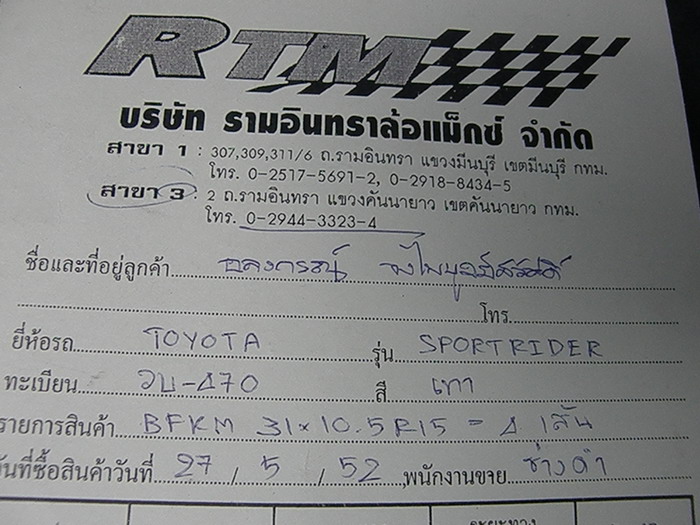 RTM
บริษัท รามอินทราล้อแม็กซ์ จำกัด
สาขา 1 : 307,309,311/6 ถ.รามอินทรา แขวงมีนบุรี เขตมีนบุรี กทม.
โทร. 0-2517-5691-2, 0-2918-8434-5
สาขา 3 : 2 ถ.รามอินทรา แขวงคันนายาว เขตคันนายาว กทม.
โทร. 0-2944-3323-4
ชื่อและที่อยู่ลูกค้า
โทร
ยี่ห้อรถ TOYOTA รุ่น SPORTRIDER
ทะเบียน วบ-470 สี เทา
รายการสินค้า BFKM 31x10.5R15 = 4 เส้น
วันที่ซื้อสินค้าวันที่ 27 / 5 / 52 พนักงานขาย ช่างดำ
ระยะทาง